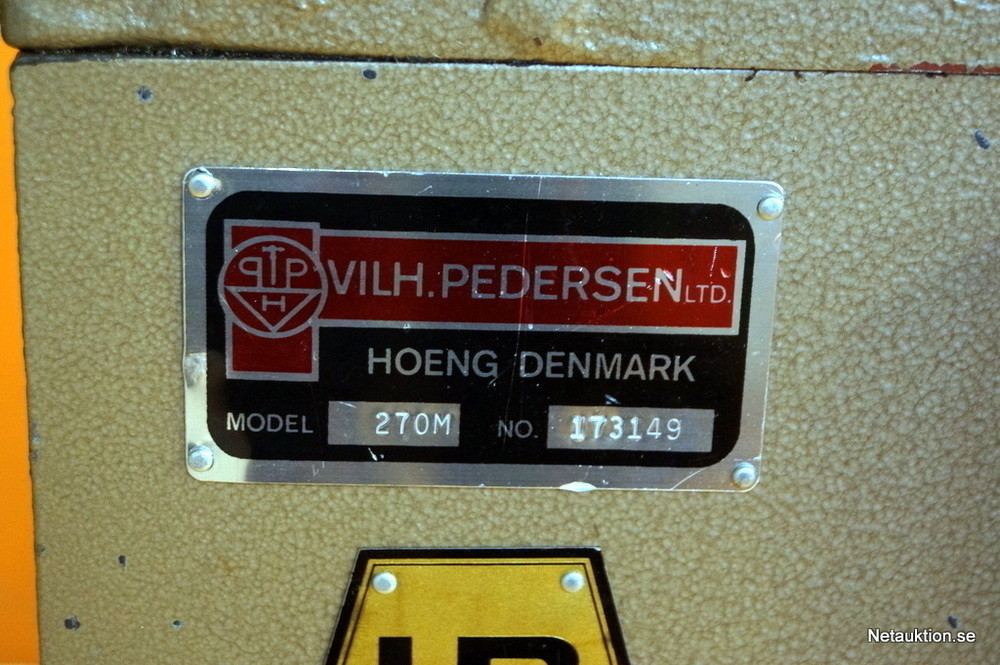 VILH. PEDERSEN LTD.
HOENG DENMARK
MODEL 270M NO. 173149
Netauktion.se